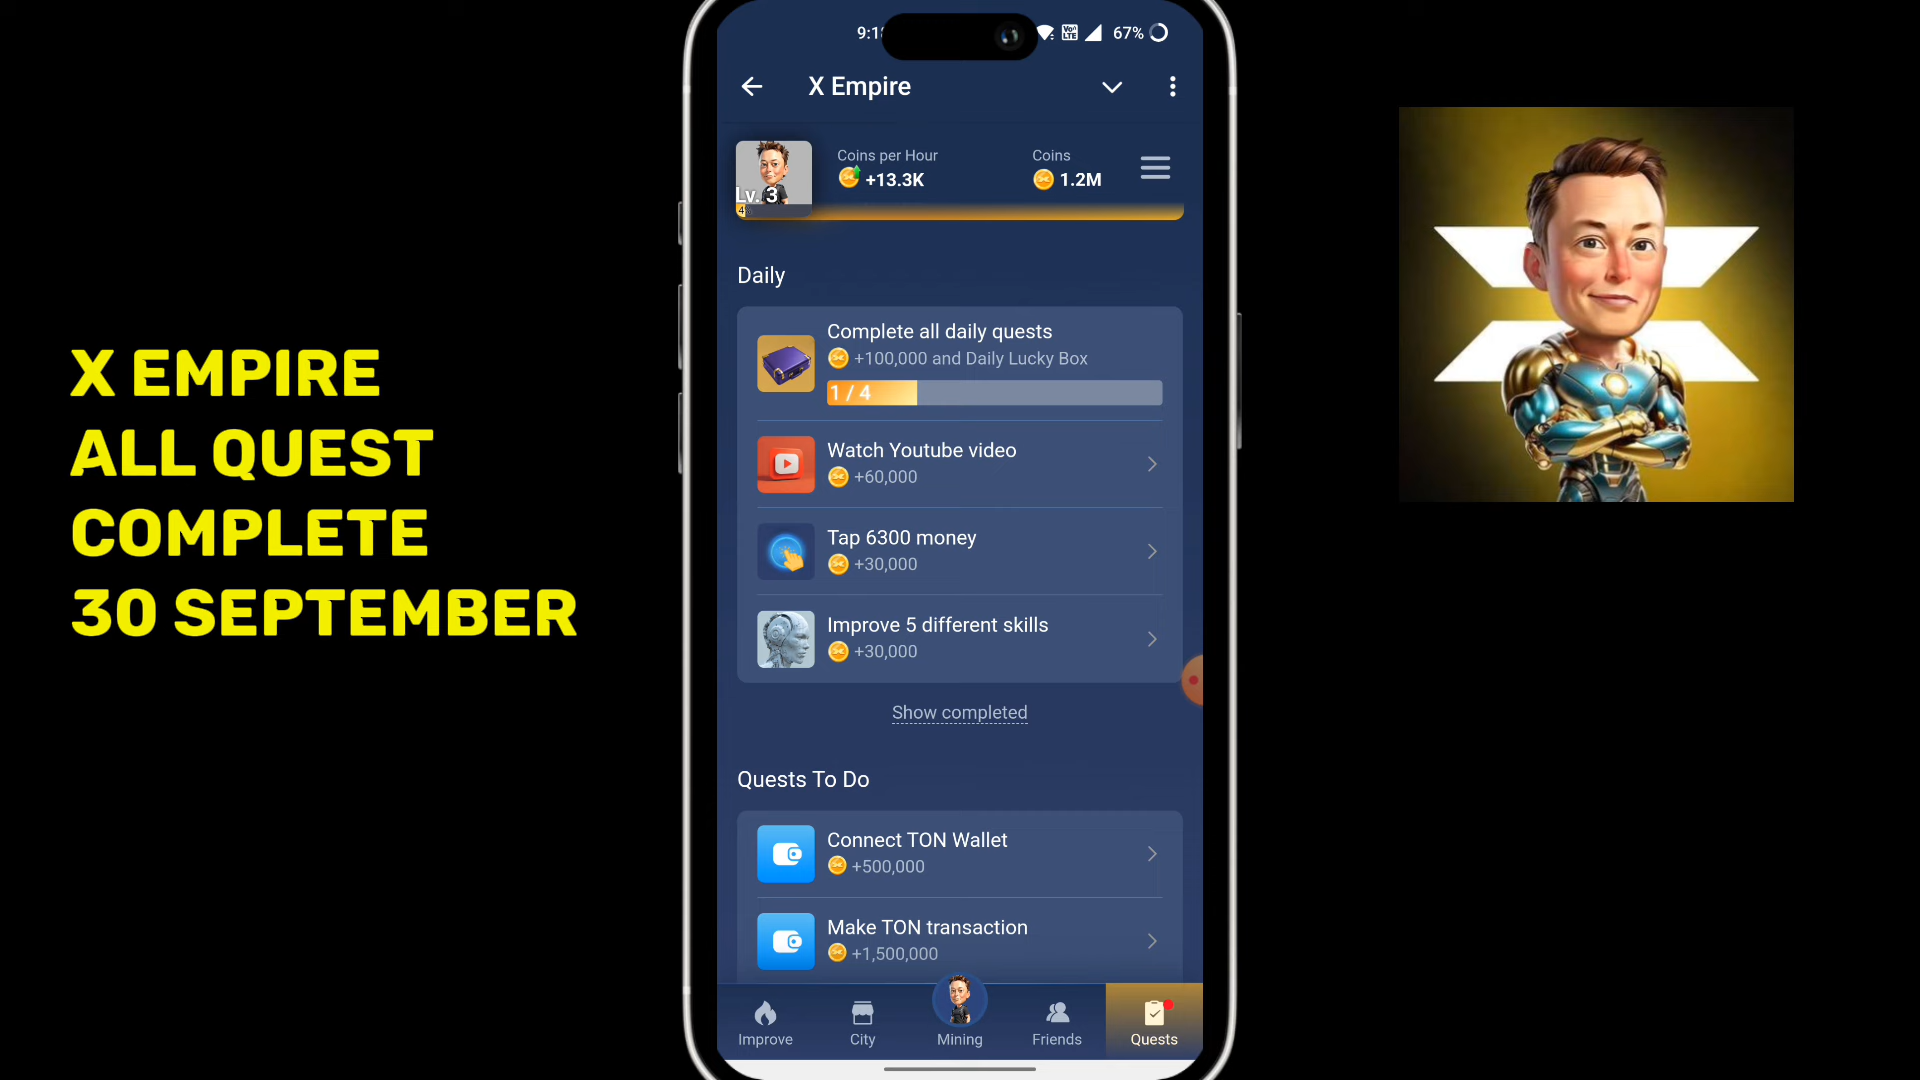 X EMPIRE
ALL QUEST
COMPLETE
30 SEPTEMBER
67%
X Empire
Lv. 3
Coins per Hour
+13.3K
Coins
1.2M
Daily
Complete all daily quests
+100,000 and Daily Lucky Box
1 / 4
Watch Youtube video
+60,000
Tap 6300 money
+30,000
Improve 5 different skills
+30,000
Show completed
Quests To Do
Connect TON Wallet
+500,000
Make TON transaction
+1,500,000
Improve
City
Mining
Friends
Quests